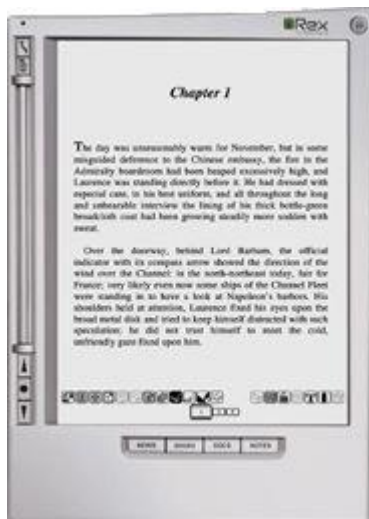 iRex
Chapter 1
The day was unseasonably warm for November, but in some
misguided deference to the Chinese embassy, the fire in the
Admiralty boardroom had been heaped excessively high, and
Laurence was standing directly before it. He had dressed with
especial care, in his best uniform, and all throughout the long
and unbearable interview the lining of his thick bottle-green
broadcloth coat had been growing steadily more sodden with
sweat.
Over the doorway, behind Lord Barham, the official
indicator with its compass arrow showed the direction of the
wind over the Channel: in the north-northeast today, fair for
France; very likely even now some ships of the Channel Fleet
were standing in to have a look at Napoleon's harbors. His
shoulders held at attention, Laurence fixed his eyes upon the
broad metal disk and tried to keep himself distracted with such
speculation; he did not trust himself to meet the cold,
unfriendly gaze fixed upon him.
NEWS BOOKS DOCS NOTES